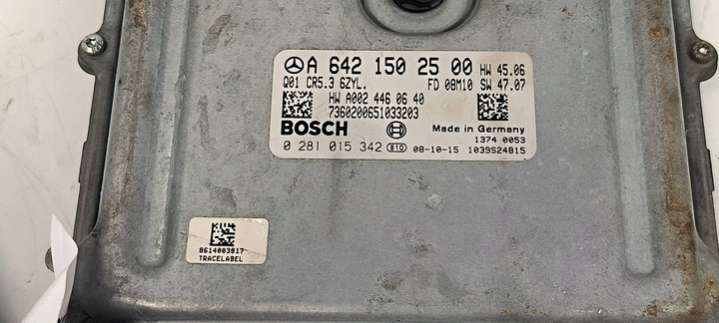 A 642 150 25 00 HW 45.06
Q01 CR5.3 6ZYL. FD 08M10 SW 47.07
HW A002 446 06 40
7360200651033203
BOSCH Made in Germany
1374 0053
0 281 015 342 B10 08-10-15 1039S24815
8614003817
TRACELABEL